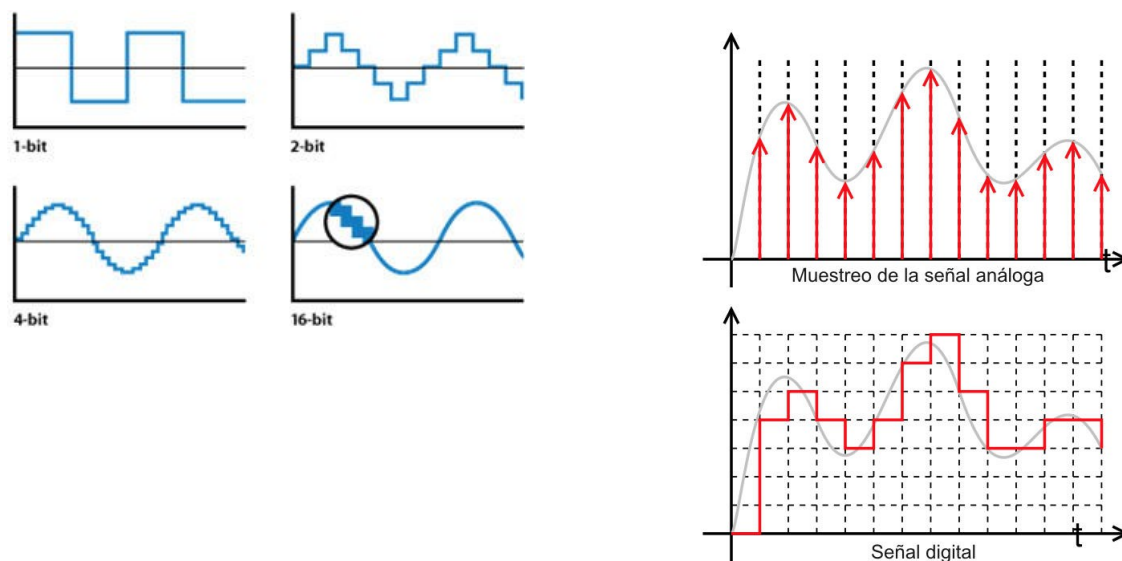 1-bit
2-bit
4-bit
16-bit
t
Muestreo de la señal análoga
t
Señal digital